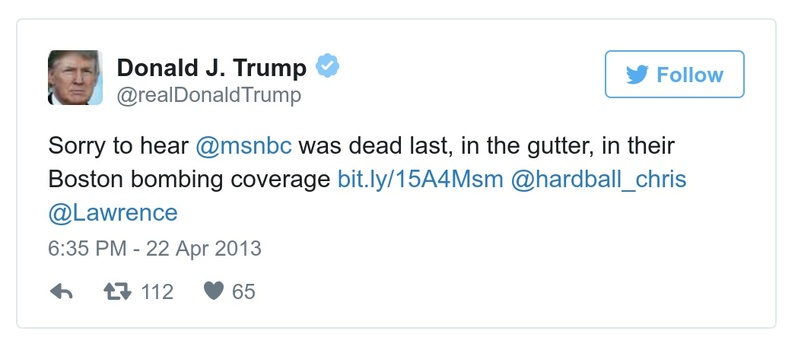 Donald J. Trump
@realDonaldTrump
Follow
Sorry to hear @msnbc was dead last, in the gutter, in their
Boston bombing coverage bit.ly/15A4Msm @hardball_chris
@Lawrence
6:35 PM - 22 Apr 2013
112 65